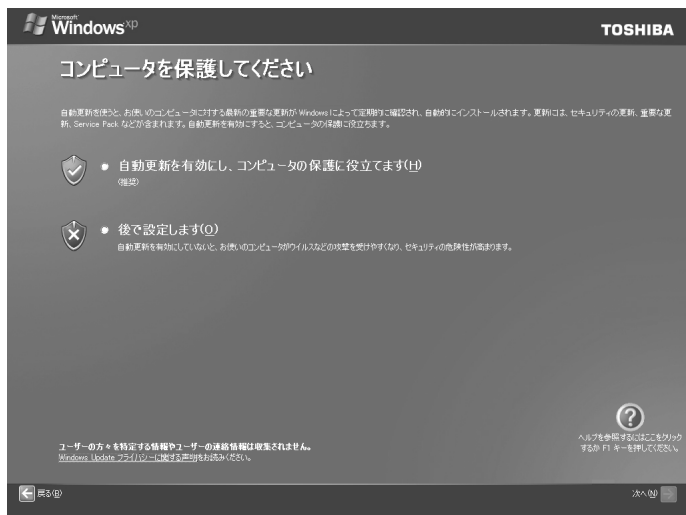 Microsoft
Windows xp
TOSHIBA
コンピュータを保護してください
自動更新を使うと、お使いのコンピュータに対する最新の重要な更新が Windows によって定期的に確認され、自動的にインストールされます。更新には、セキュリティの更新、重要な更
新、Service Pack などが含まれます。自動更新を有効にすると、コンピュータの保護に役立ちます。
自動更新を有効にし、コンピュータの保護に役立てます(H)
(推奨)
後で設定します(O)
自動更新を有効にしていないと、お使いのコンピュータがウイルスなどの攻撃を受けやすくなり、セキュリティの危険性が高まります。
ヘルプを参照するにはここをクリック
するか F1 キーを押してください。
ユーザーの方々を特定する情報やユーザーの連絡情報は収集されません。
Windows Update プライバシーに関する声明をお読みください。
戻る(B)
次へ(N)